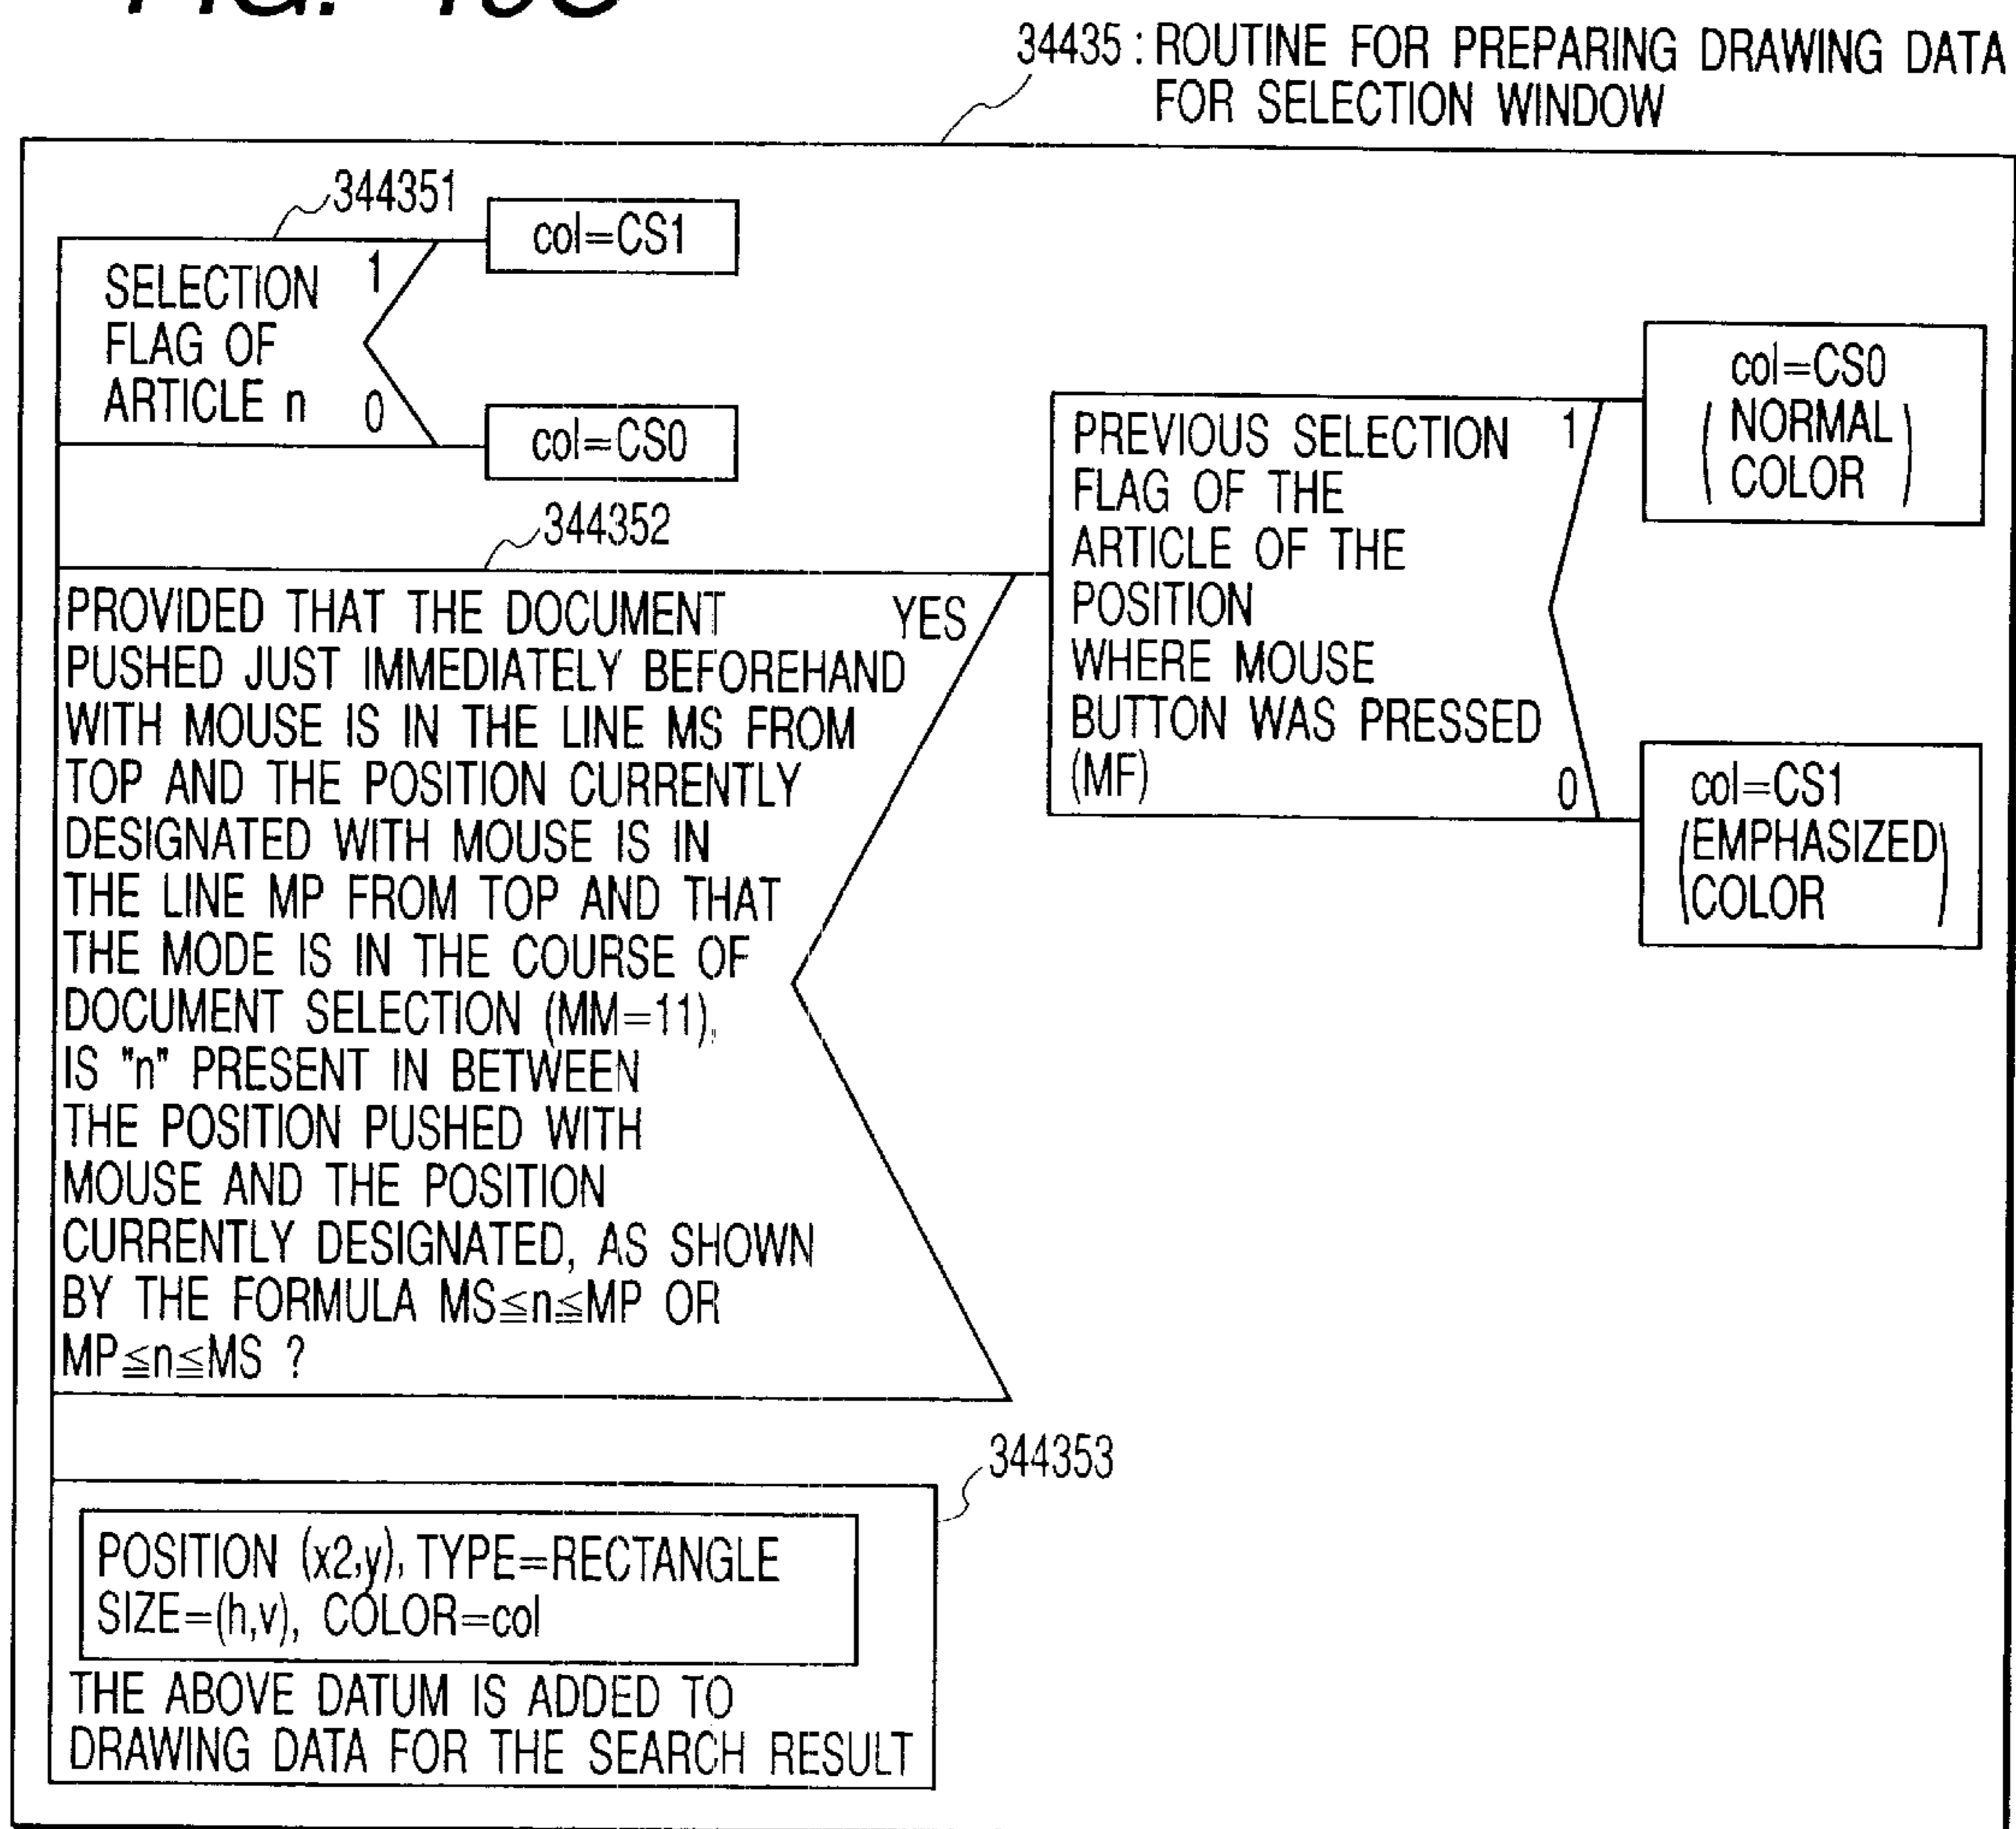 34435 : ROUTINE FOR PREPARING DRAWING DATA
FOR SELECTION WINDOW
344351
col=CS1
SELECTION 1
FLAG OF
ARTICLE n 0
col=CS0
344352
PROVIDED THAT THE DOCUMENT YES
PUSHED JUST IMMEDIATELY BEFOREHAND
WITH MOUSE IS IN THE LINE MS FROM
TOP AND THE POSITION CURRENTLY
DESIGNATED WITH MOUSE IS IN
THE LINE MP FROM TOP AND THAT
THE MODE IS IN THE COURSE OF
DOCUMENT SELECTION (MM=11),
IS "n" PRESENT IN BETWEEN
THE POSITION PUSHED WITH
MOUSE AND THE POSITION
CURRENTLY DESIGNATED, AS SHOWN
BY THE FORMULA MS≦n≦MP OR
MP≦n≦MS ?
PREVIOUS SELECTION 1
FLAG OF THE
ARTICLE OF THE
POSITION
WHERE MOUSE
BUTTON WAS PRESSED
(MF) 0
col=CS0
(NORMAL
COLOR)
col=CS1
(EMPHASIZED
COLOR)
344353
POSITION (x2,y), TYPE=RECTANGLE
SIZE=(h,v), COLOR=col
THE ABOVE DATUM IS ADDED TO
DRAWING DATA FOR THE SEARCH RESULT